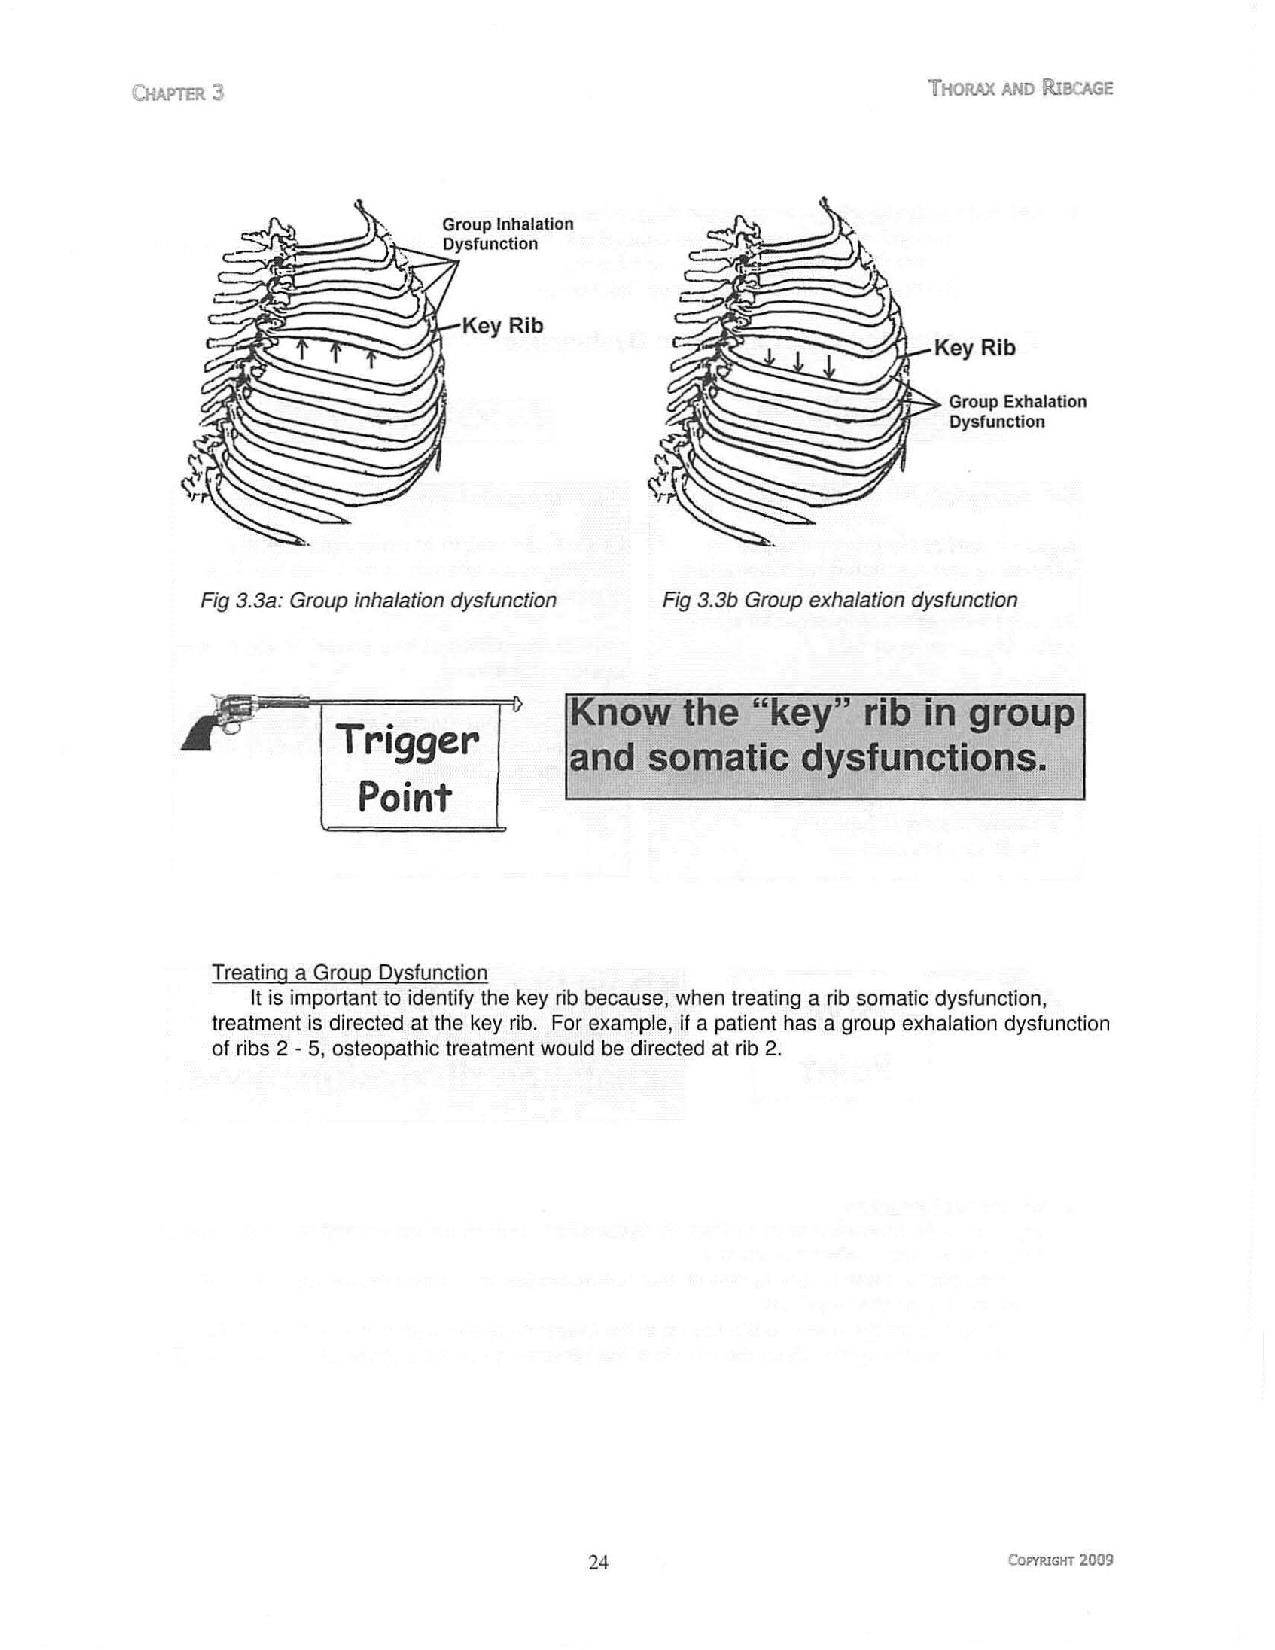 CHAPTER 3
THORAX AND RIBCAGE
Group Inhalation
Dysfunction
Key Rib
Key Rib
Group Exhalation
Dysfunction
Fig 3.3a: Group inhalation dysfunction
Fig 3.3b Group exhalation dysfunction
Trigger
Point
Know the “key” rib in group
and somatic dysfunctions.
Treating a Group Dysfunction
It is important to identify the key rib because, when treating a rib somatic dysfunction,
treatment is directed at the key rib. For example, if a patient has a group exhalation dysfunction
of ribs 2 - 5, osteopathic treatment would be directed at rib 2.
24
COPYRIGHT 2009